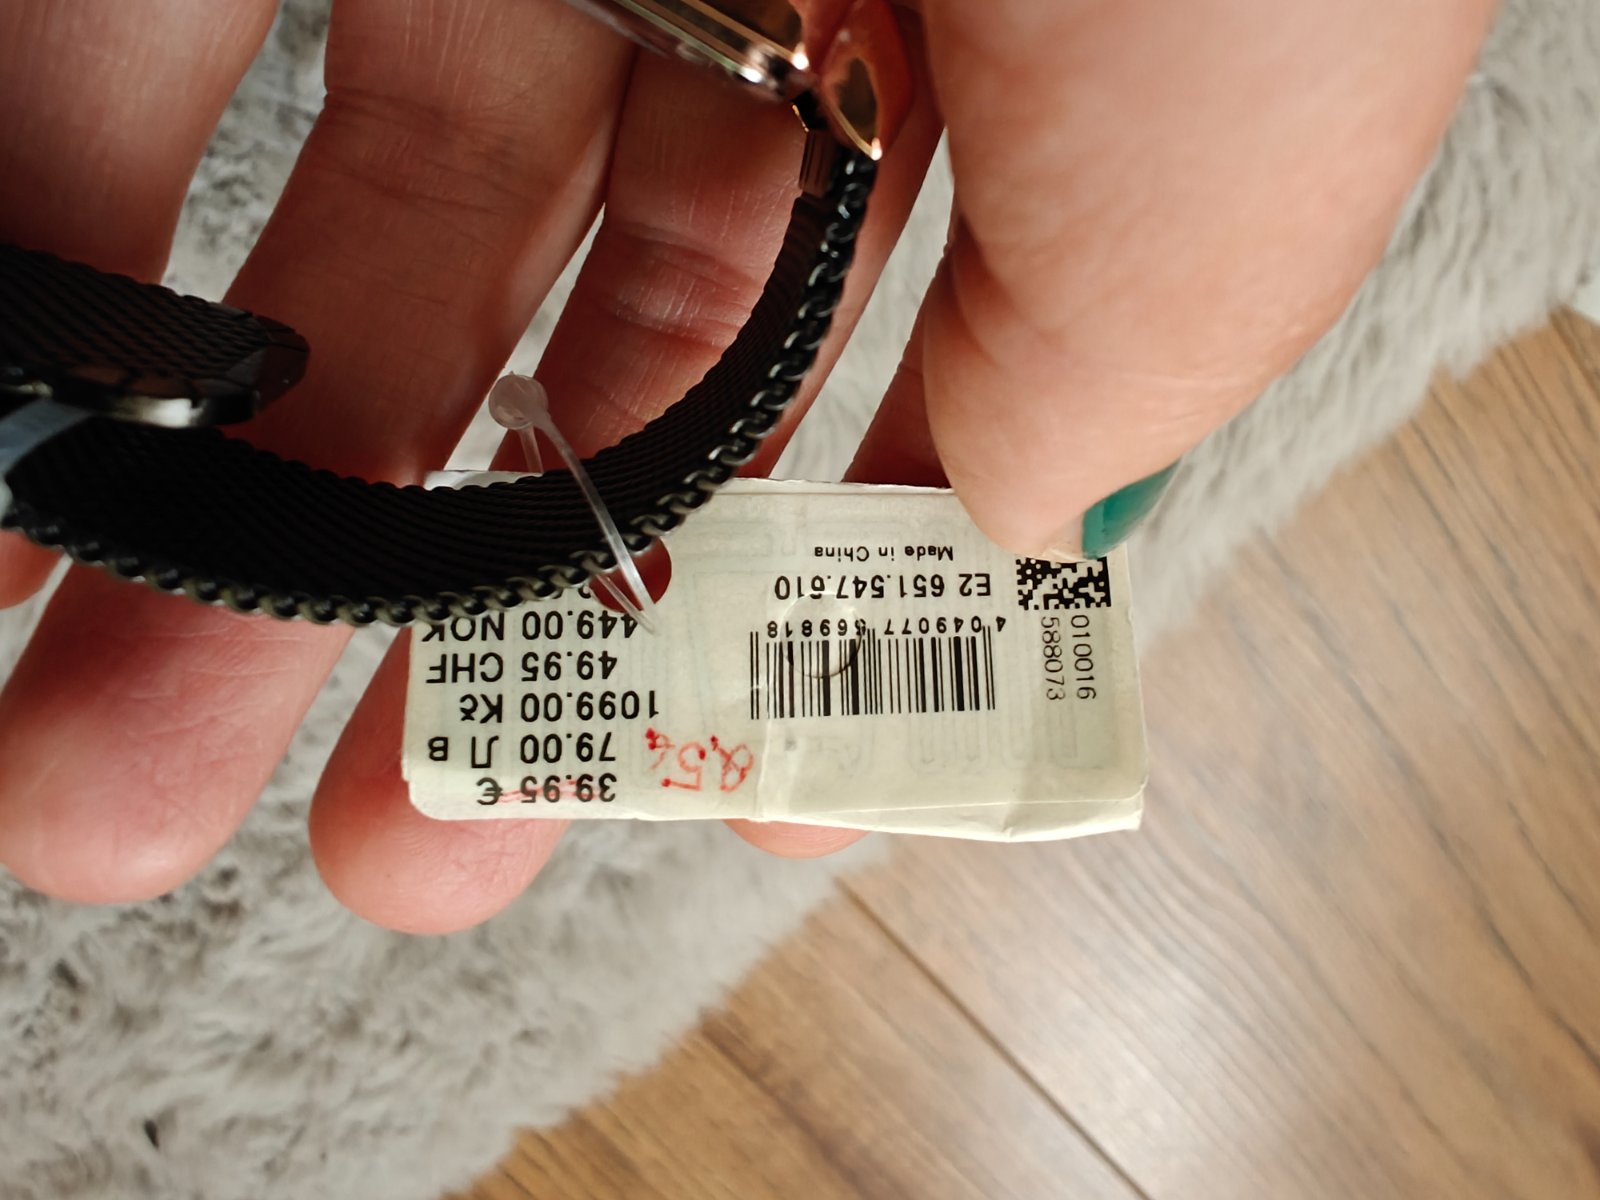 010016
588073
4 049077 569818
E2 651.547.610
Made in China
39.95 €
79.00 Л В
1099.00 Kč
49.95 CHF
449.00 NOK